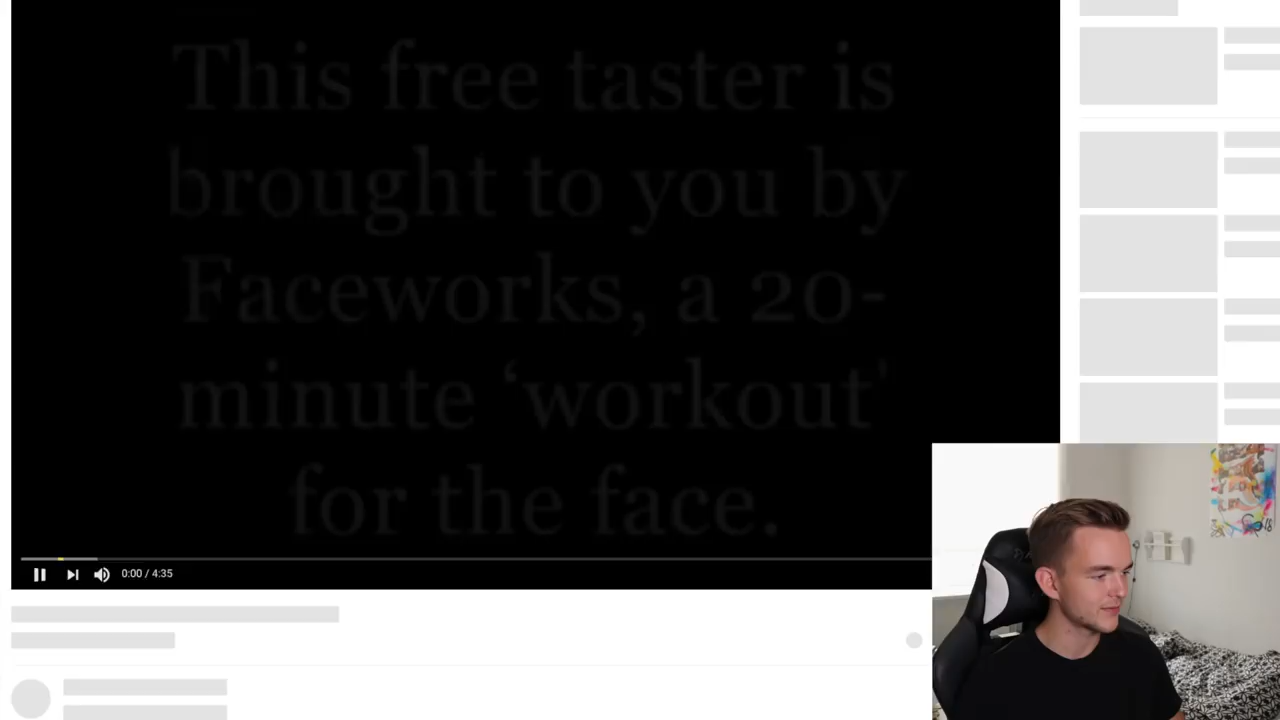 This free taster is
brought to you by
Faceworks, a 20-
minute ‘workout'
for the face.
0:00 / 4:35